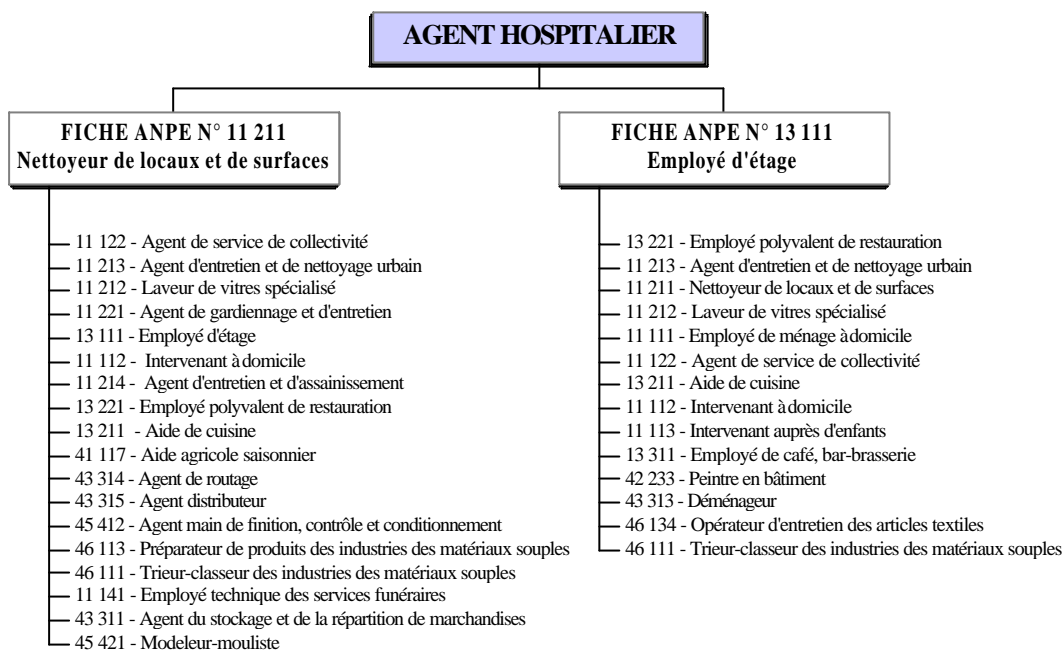 AGENT HOSPITALIER
FICHE ANPE N° 11 211
Nettoyeur de locaux et de surfaces
11 122 - Agent de service de collectivité
11 213 - Agent d'entretien et de nettoyage urbain
11 212 - Laveur de vitres spécialisé
11 221 - Agent de gardiennage et d'entretien
13 111 - Employé d'étage
11 112 - Intervenant à domicile
11 214 - Agent d'entretien et d'assainissement
13 221 - Employé polyvalent de restauration
13 211 - Aide de cuisine
41 117 - Aide agricole saisonnier
43 314 - Agent de routage
43 315 - Agent distributeur
45 412 - Agent main de finition, contrôle et conditionnement
46 113 - Préparateur de produits des industries des matériaux souples
46 111 - Trieur-classeur des industries des matériaux souples
11 141 - Employé technique des services funéraires
43 311 - Agent du stockage et de la répartition de marchandises
45 421 - Modeleur-mouliste
FICHE ANPE N° 13 111
Employé d'étage
13 221 - Employé polyvalent de restauration
11 213 - Agent d'entretien et de nettoyage urbain
11 211 - Nettoyeur de locaux et de surfaces
11 212 - Laveur de vitres spécialisé
11 111 - Employé de ménage à domicile
11 122 - Agent de service de collectivité
13 211 - Aide de cuisine
11 112 - Intervenant à domicile
11 113 - Intervenant auprès d'enfants
13 311 - Employé de café, bar-brasserie
42 233 - Peintre en bâtiment
43 313 - Déménageur
46 134 - Opérateur d'entretien des articles textiles
46 111 - Trieur-classeur des industries des matériaux souples